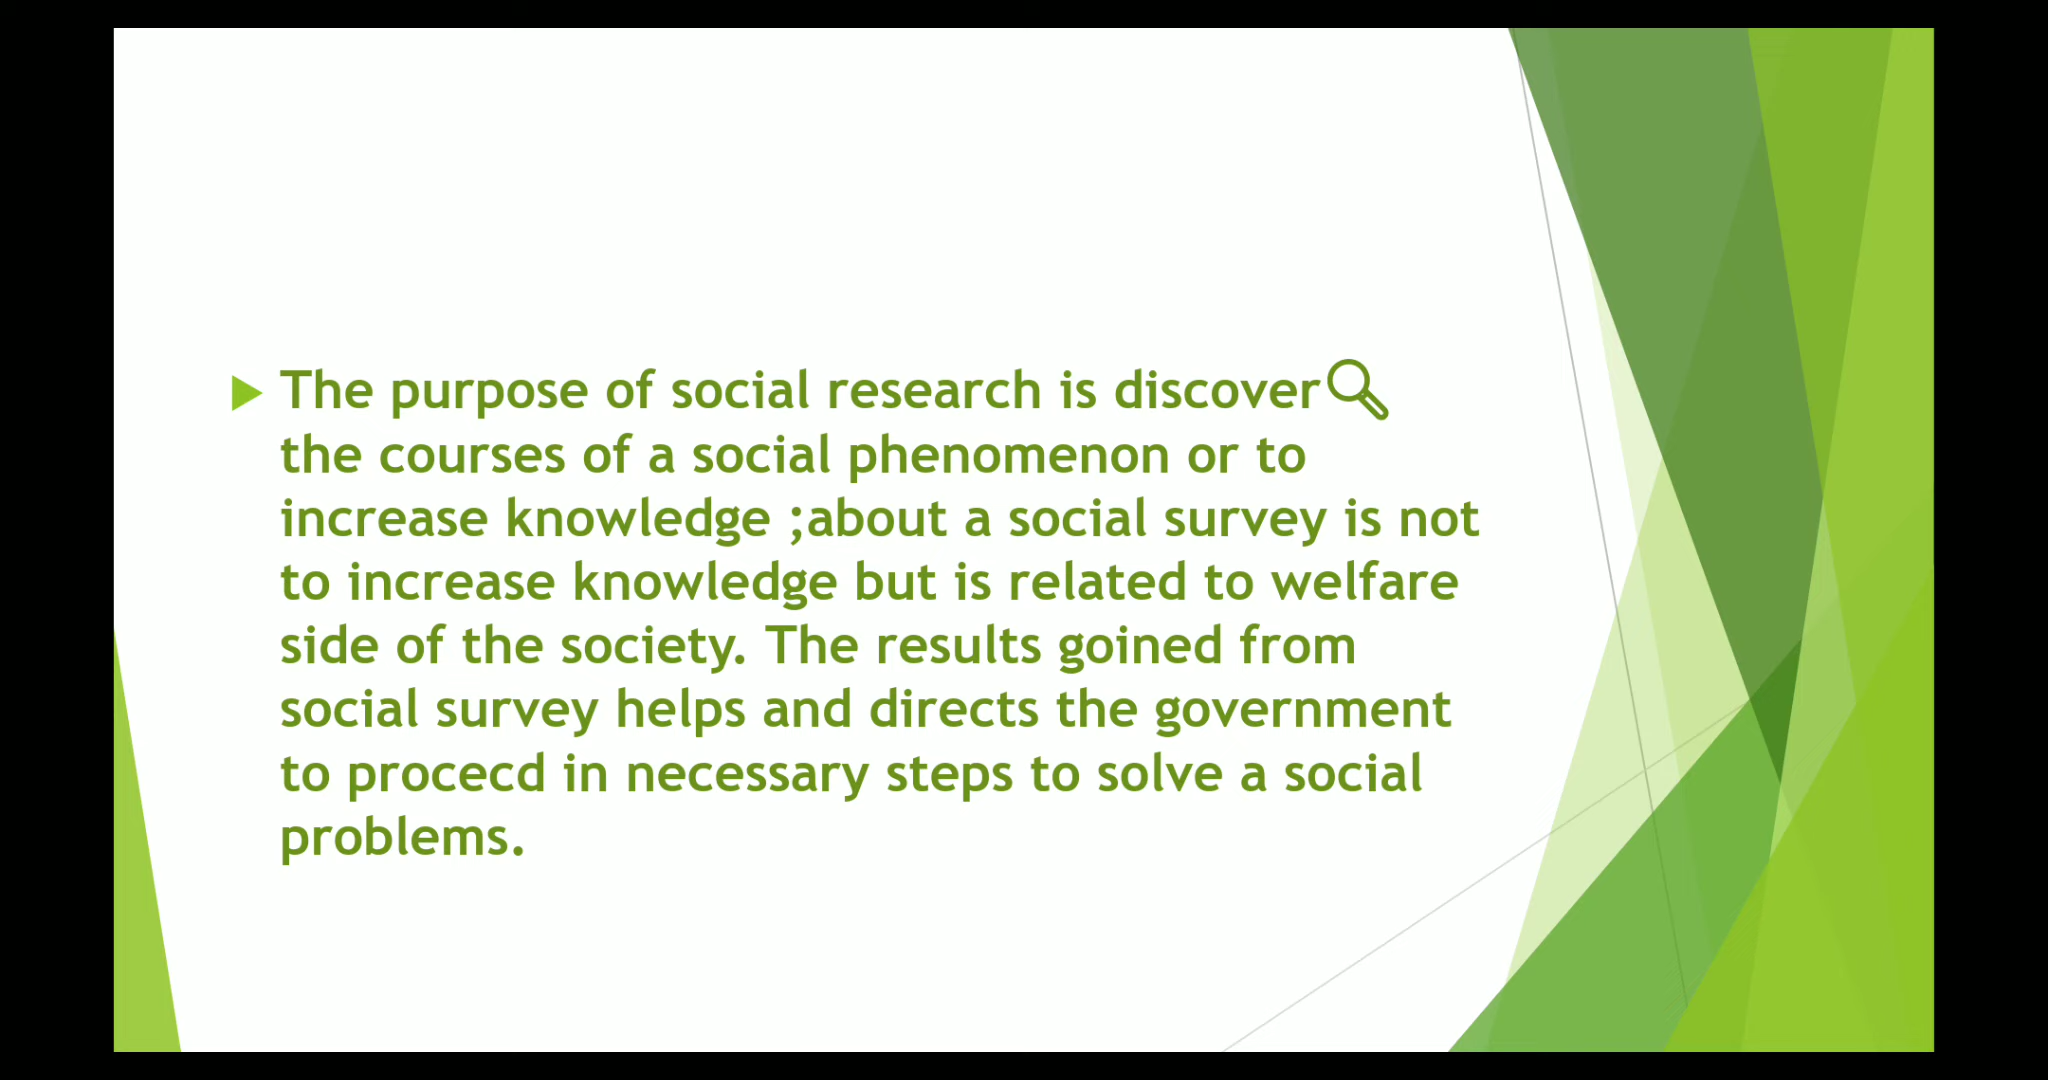 The purpose of social research is discover
the courses of a social phenomenon or to
increase knowledge ;about a social survey is not
to increase knowledge but is related to welfare
side of the society. The results goined from
social survey helps and directs the government
to procecd in necessary steps to solve a social
problems.